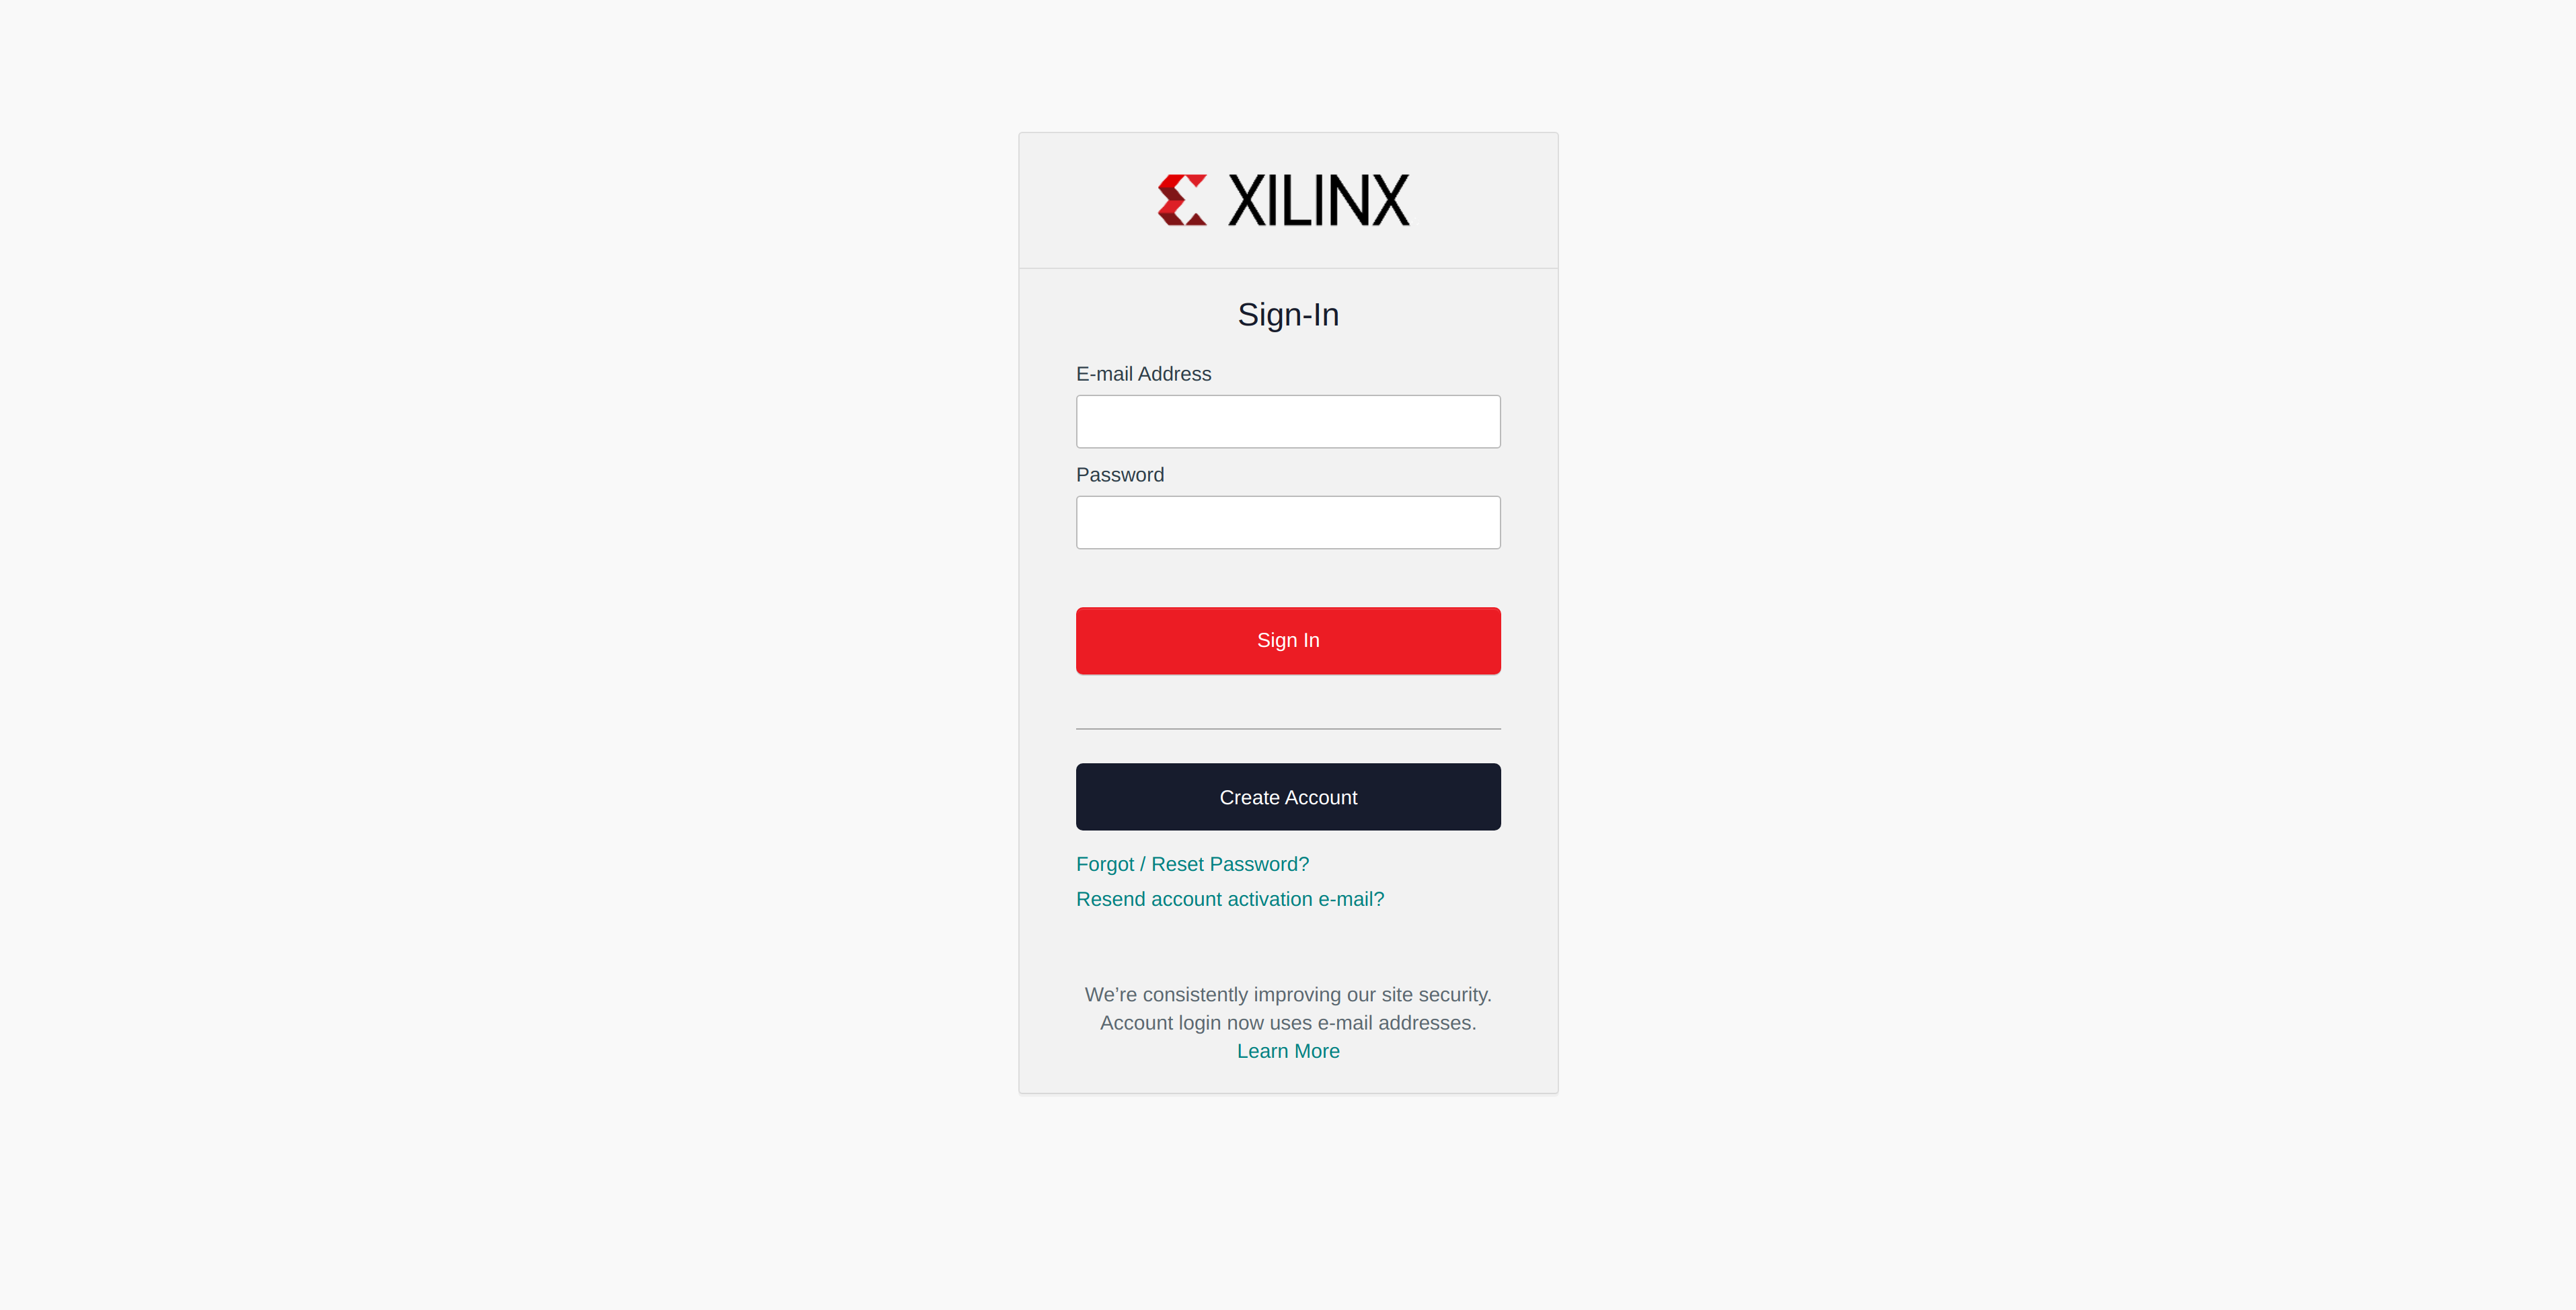 XILINX
Sign-In
E-mail Address
Password
Sign In
Create Account
Forgot / Reset Password?
Resend account activation e-mail?
We’re consistently improving our site security.
Account login now uses e-mail addresses.
Learn More